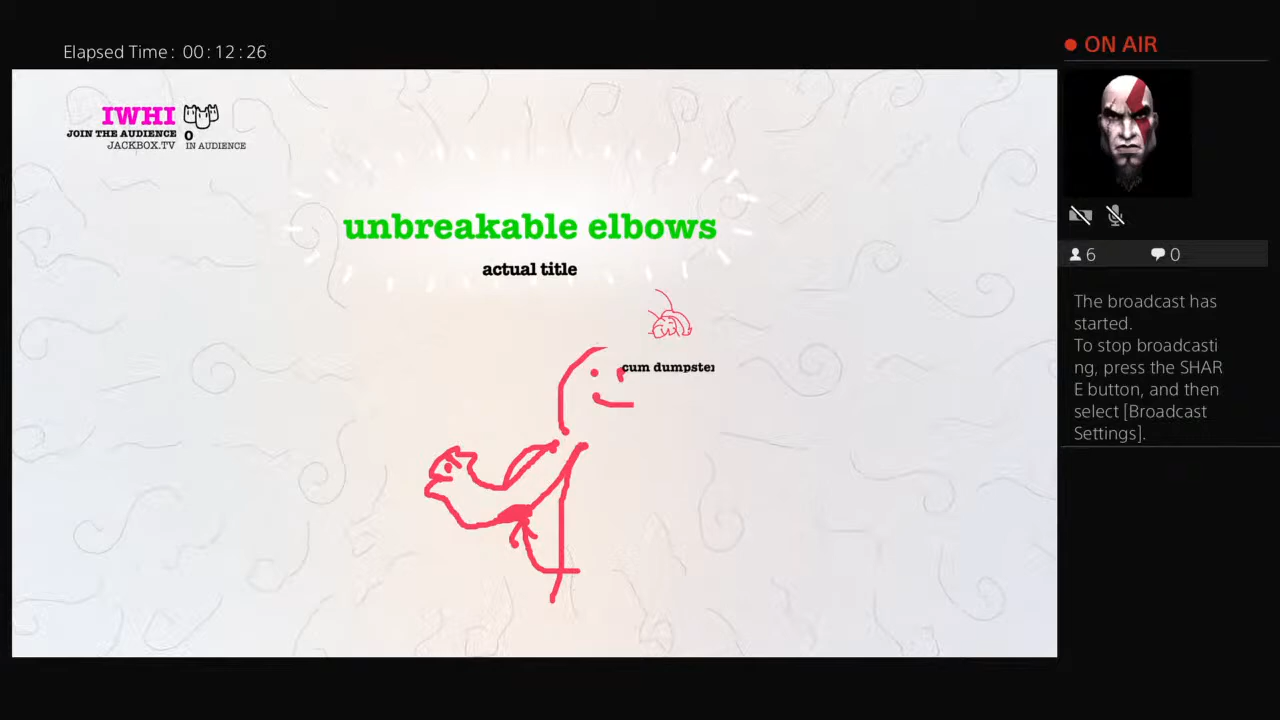 Elapsed Time: 00:12:26
ON AIR
IWHI
JOIN THE AUDIENCE
JACKBOX.TV
0
IN AUDIENCE
unbreakable elbows
actual title
cum dumpster
6
0
The broadcast has
started.
To stop broadcasti
ng, press the SHAR
E button, and then
select [Broadcast
Settings].